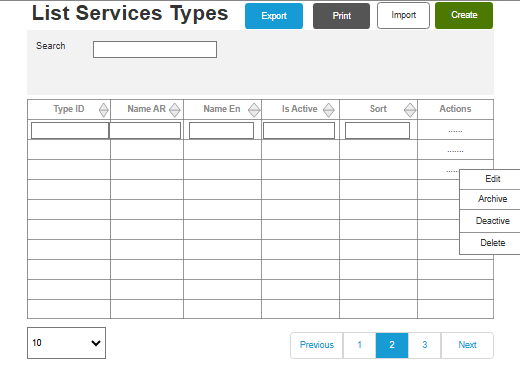 List Services Types Export Print Import Create
Search
Type ID Name AR Name En Is Active Sort Actions
......
.......
......
Edit
Archive
Deactive
Delete
10
Previous 1 2 3 Next